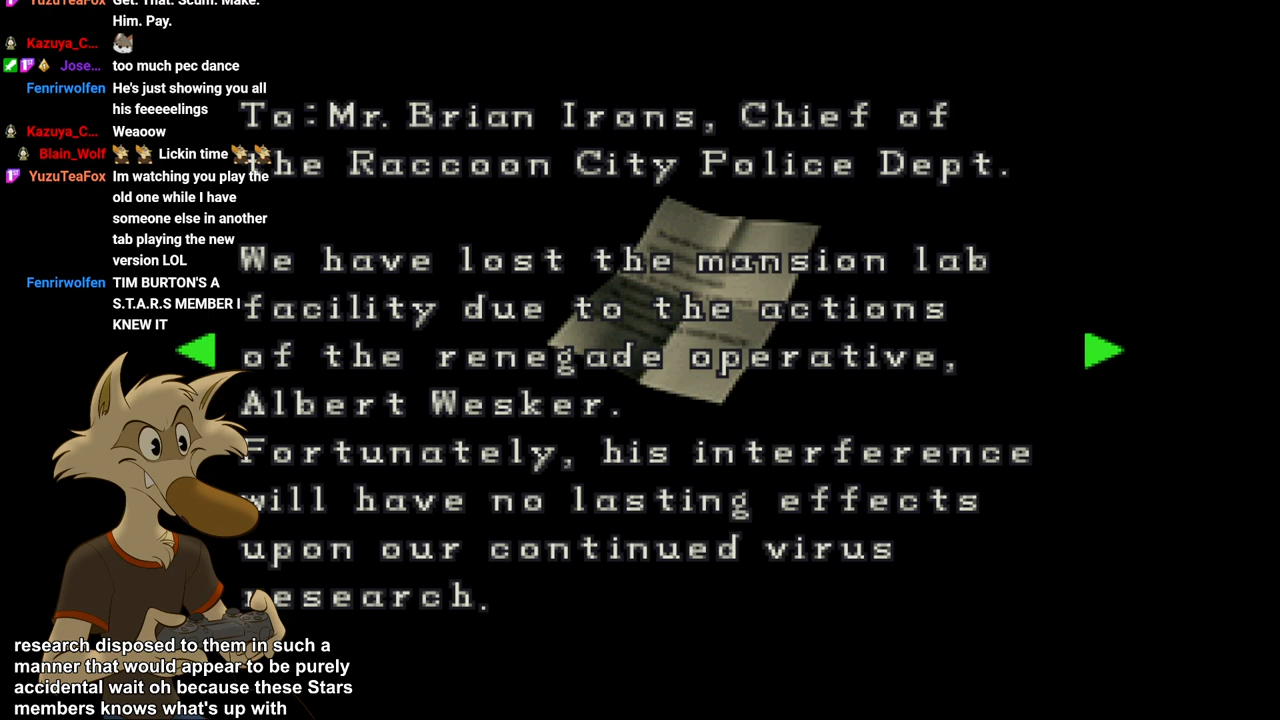 YuzuTeaFox Get. That. Scum. Make.
Him. Pay.
Kazuya_C...
Jose... too much pec dance
Fenrirwolfen He's just showing you all
his feeeeelings
Kazuya_C... Weaoow
Blain_Wolf Lickin time
YuzuTeaFox Im watching you play the
old one while I have
someone else in another
tab playing the new
version LOL
Fenrirwolfen TIM BURTON'S A
S.T.A.R.S MEMBER I
KNEW IT
To:Mr. Brian Irons, Chief of
the Raccoon City Police Dept.
We have lost the mansion lab
facility due to the actions
of the renegade operative,
Albert Wesker.
Fortunately, his interference
will have no lasting effects
upon our continued virus
research.
research disposed to them in such a
manner that would appear to be purely
accidental wait oh because these Stars
members knows what's up with